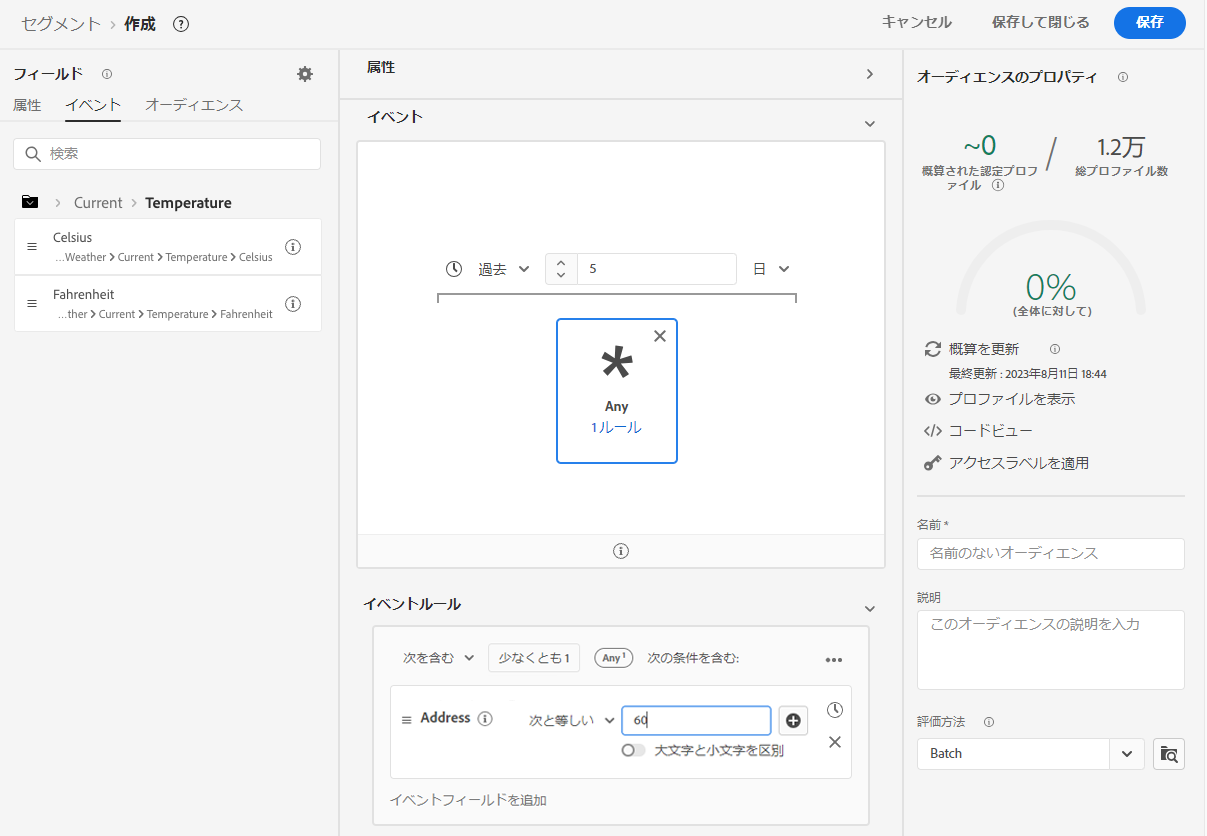 セグメント › 作成
キャンセル
保存して閉じる
保存
フィールド
属性 イベント オーディエンス
検索
Current › Temperature
Celsius
...Weather > Current > Temperature > Celsius
Fahrenheit
...ther > Current > Temperature > Fahrenheit
属性
イベント
過去 5 日
Any
1ルール
イベントルール
次を含む 少なくとも1 Any 1 次の条件を含む:
Address 次と等しい 60
大文字と小文字を区別
イベントフィールドを追加
オーディエンスのプロパティ
~0 / 1.2万
概算された認定プロフ
ァイル
総プロファイル数
0%
(全体に対して)
概算を更新
最終更新 : 2023年8月11日 18:44
プロファイルを表示
コードビュー
アクセスラベルを適用
名前 *
名前のないオーディエンス
説明
このオーディエンスの説明を入力
評価方法
Batch